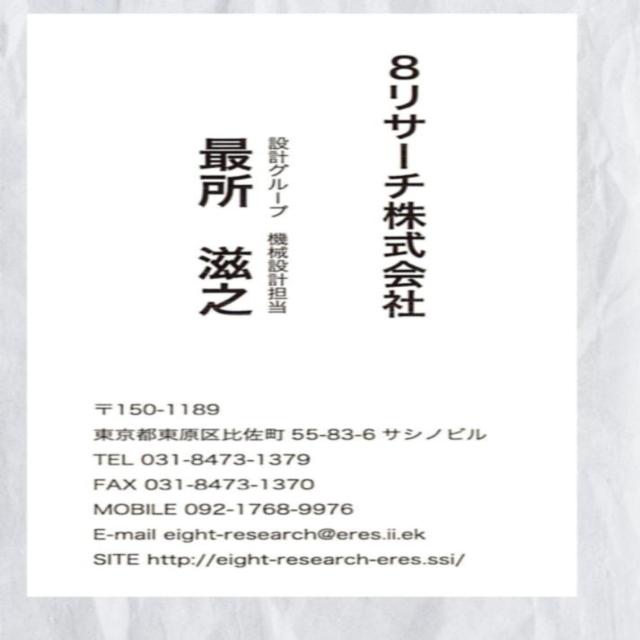 8リサーチ株式会社
設計グループ 機械設計担当
最所 滋之
〒150-1189
東京都東原区比佐町 55-83-6 サシノビル
TEL 031-8473-1379
FAX 031-8473-1370
MOBILE 092-1768-9976
E-mail eight-research@eres.ii.ek
SITE http://eight-research-eres.ssi/